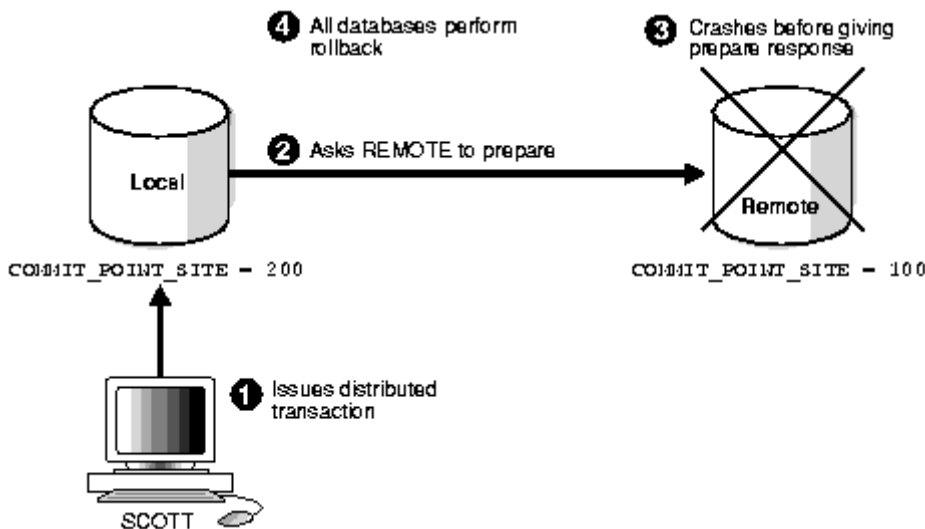 4 All databases perform
rollback
3 Crashes before giving
prepare response
2 Asks REMOTE to prepare
Local
Remote
COMMIT_POINT_SITE = 200
COMMIT_POINT_SITE = 100
1 Issues distributed
transaction
SCOTT